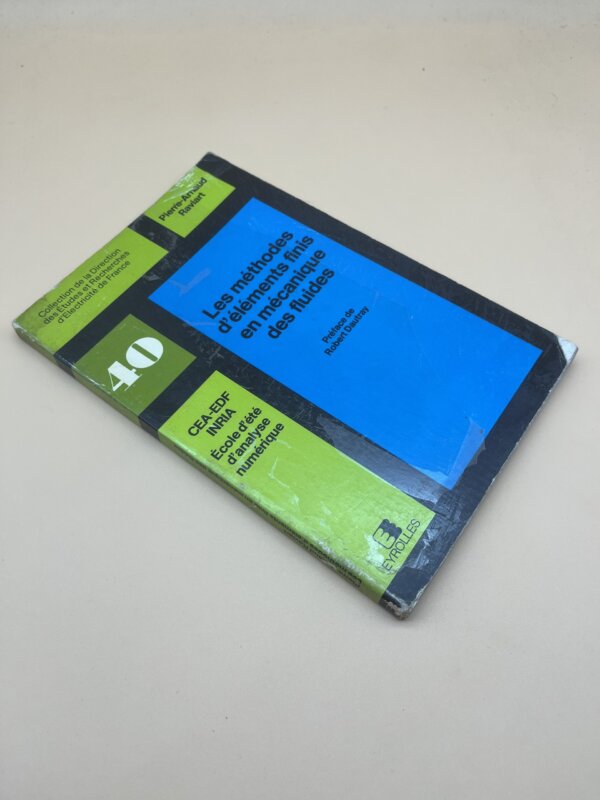 Collection de la Direction
des Études et Recherches
d'Électricité de France
Pierre-Arnaud
Raviart
40
Les méthodes
d'éléments finis
en mécanique
des fluides
Préface de
Robert Dautray
CEA-EDF
INRIA
École d'été
d'analyse
numérique
EYROLLES